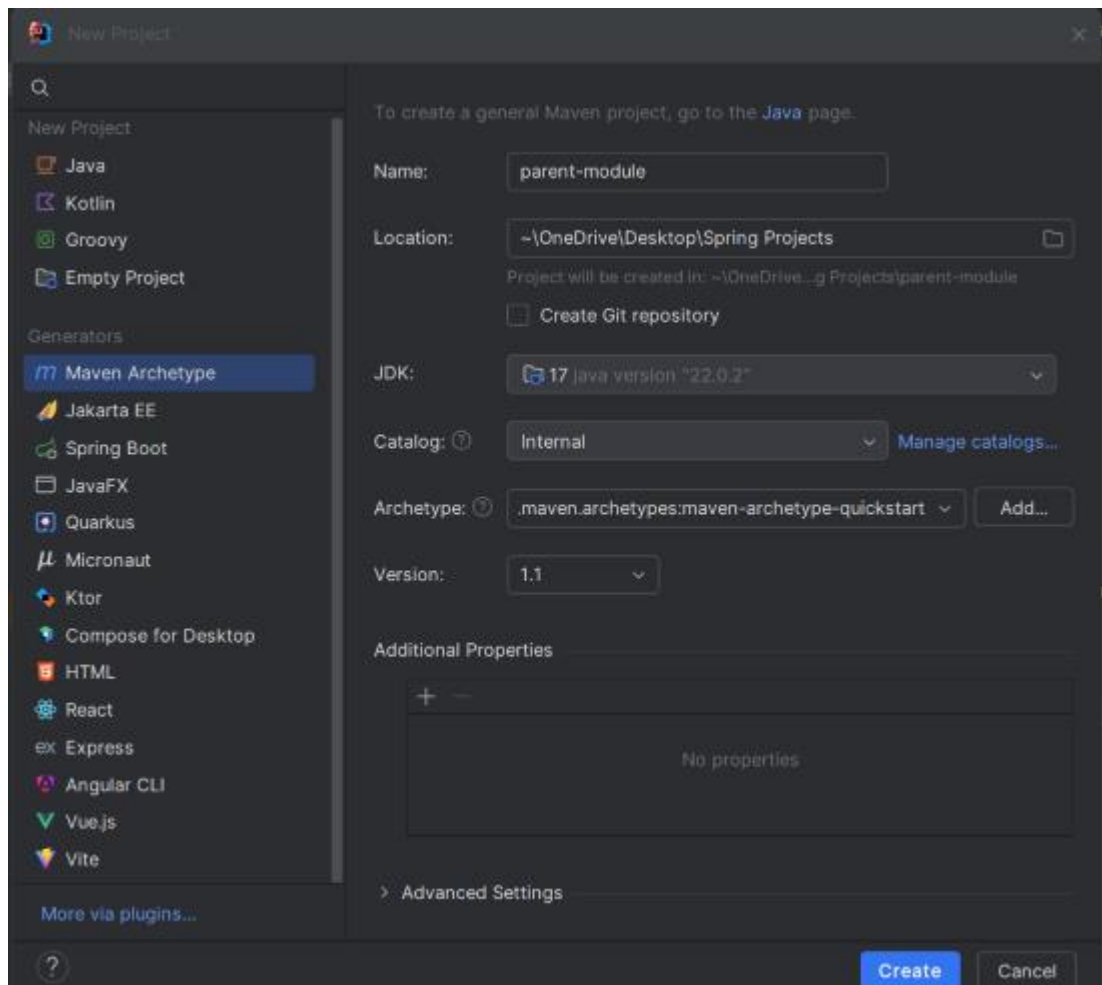 New Project
New Project
Java
Kotlin
Groovy
Empty Project
Generators
Maven Archetype
Jakarta EE
Spring Boot
JavaFX
Quarkus
Micronaut
Ktor
Compose for Desktop
HTML
React
ex Express
Angular CLI
Vue.js
Vite
More via plugins...
To create a general Maven project, go to the Java page.
Name: parent-module
Location: ~\OneDrive\Desktop\Spring Projects
Project will be created in: ~\OneDrive...g Projects\parent-module
Create Git repository
JDK: 17 java version "22.0.2"
Catalog: ? Internal Manage catalogs...
Archetype: ? .maven.archetypes:maven-archetype-quickstart Add...
Version: 1.1
Additional Properties
No properties
Advanced Settings
? Create Cancel